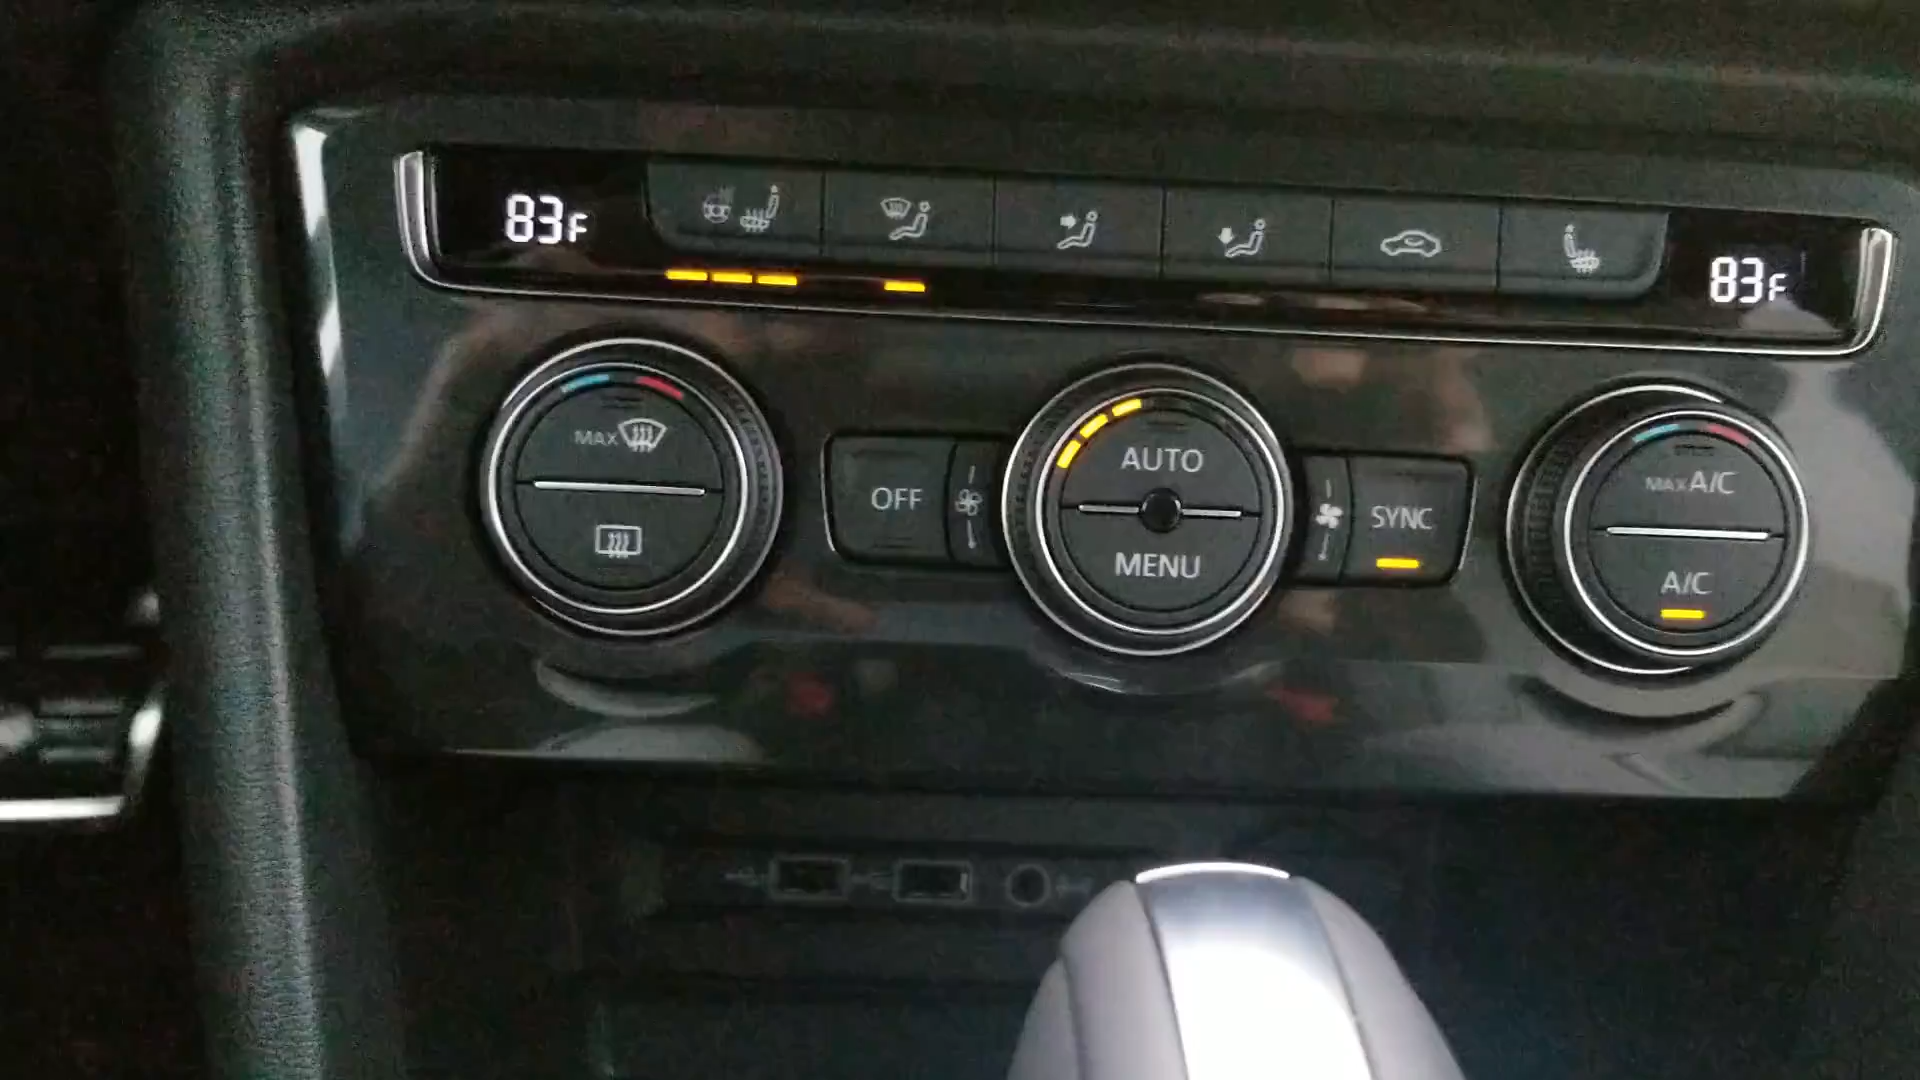 83F
83F
MAX
OFF
AUTO
MENU
SYNC
MAX A/C
A/C